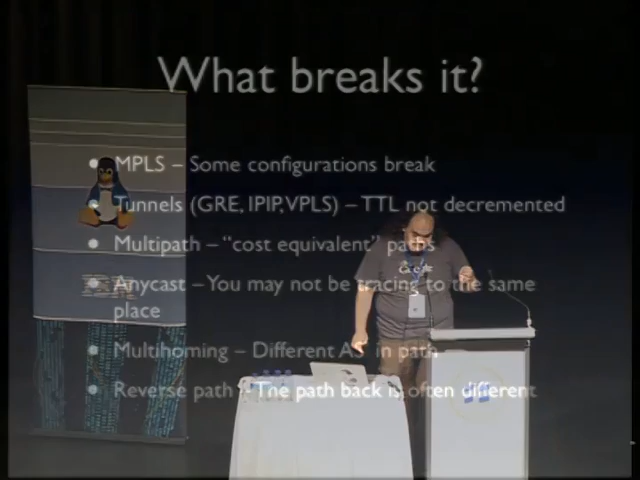 What breaks it?
• MPLS – Some configurations break
• Tunnels (GRE, IPIP,VPLS) – TTL not decremented
• Multipath – “cost equivalent” paths
• Anycast – You may not be tracing to the same
place
• Multihoming – Different AS in path
• Reverse path – The path back is often different
IBM